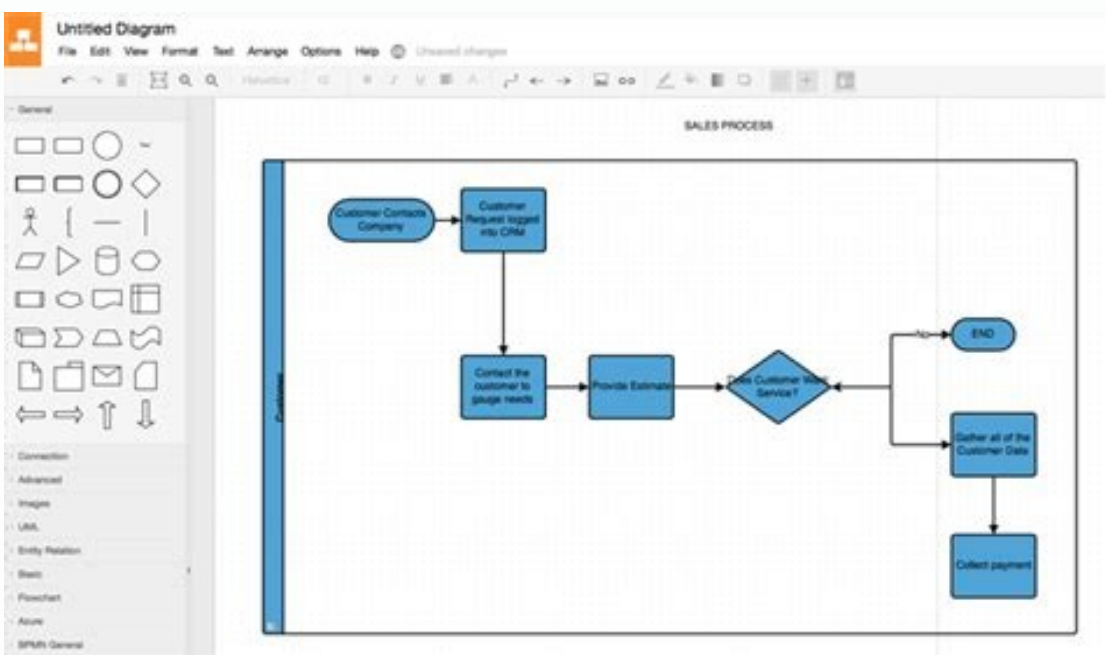 Untitled Diagram
File Edit View Format Text Arrange Options Help Unsaved changes
Helvetica
General
SALES PROCESS
Customer
Customer Contacts
Company
Customer
Request logged
into CRM
Contact the
customer to
gauge needs
Provide Estimate
Does Customer Want
Service?
No
END
Gather all of the
Customer Data
Collect payment
Connection
Advanced
Images
UML
Entity Relation
Basic
Flowchart
Azure
BPMN General